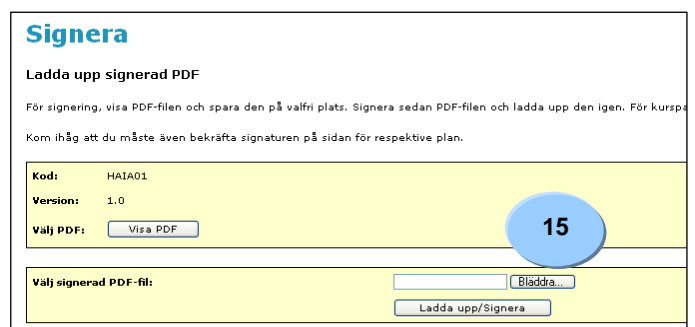 Signera
Ladda upp signerad PDF
För signering, visa PDF-filen och spara den på valfri plats. Signera sedan PDF-filen och ladda upp den igen. För
Kom ihåg att du måste även bekräfta signaturen på sidan för respektive plan.
Kod: HAIA01
Version: 1.0
Välj PDF: Visa PDF
15
Välj signerad PDF-fil: Bläddra...
Ladda upp/Signera